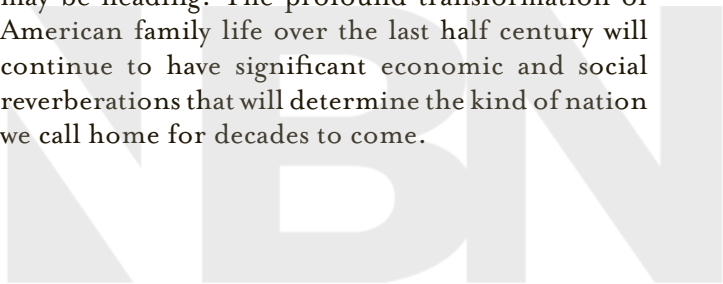 may be heading? The profound transformation of
American family life over the last half century will
continue to have significant economic and social
reverberations that will determine the kind of nation
we call home for decades to come.
NBN